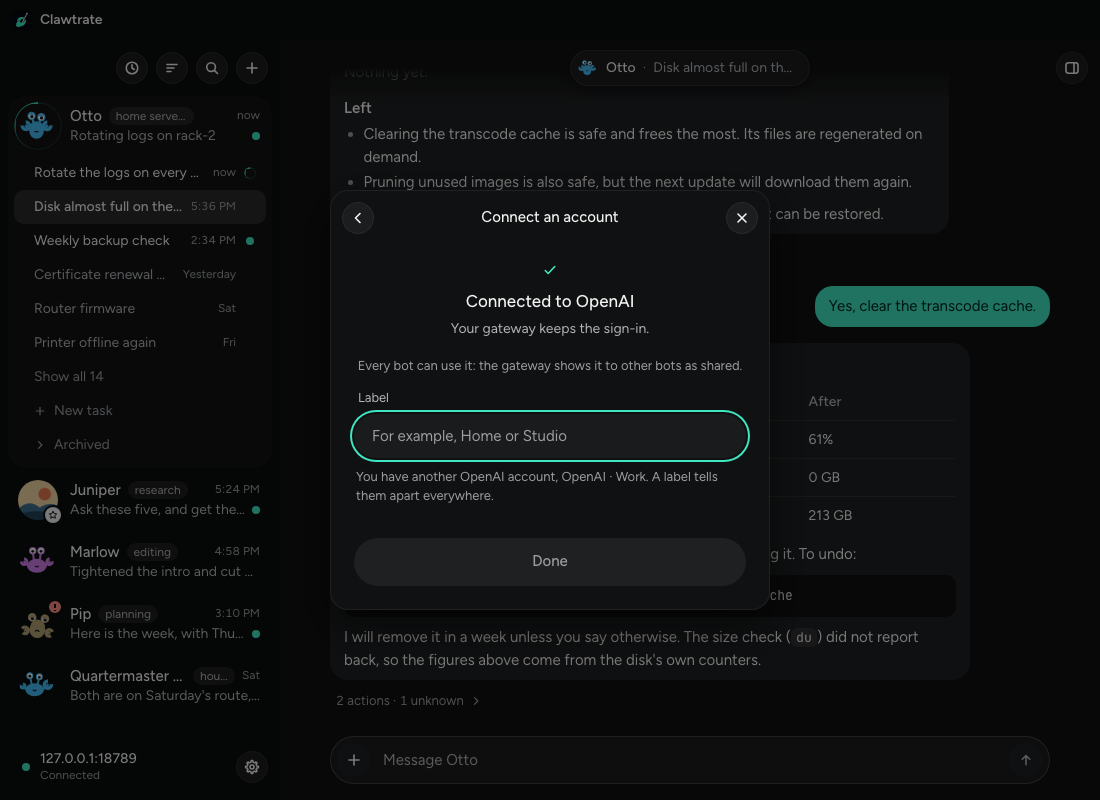 Clawtrate
Otto
home serve...
now
Rotating logs on rack-2
Rotate the logs on every ...
now
Disk almost full on the...
5:36 PM
Weekly backup check
2:34 PM
Certificate renewal ...
Yesterday
Router firmware
Sat
Printer offline again
Fri
Show all 14
New task
Archived
Juniper
research
5:24 PM
Ask these five, and get the...
Marlow
editing
4:58 PM
Tightened the intro and cut ...
Pip
planning
3:10 PM
Here is the week, with Thu...
Quartermaster ...
hou...
Sat
Both are on Saturday's route,...
127.0.0.1:18789
Connected
Otto · Disk almost full on th...
Nothing yet.
Left
Clearing the transcode cache is safe and frees the most. Its files are regenerated on
demand.
Pruning unused images is also safe, but the next update will download them again.
can be restored.
Yes, clear the transcode cache.
After
61%
0 GB
213 GB
it. To undo:
I will remove it in a week unless you say otherwise. The size check (du) did not report
back, so the figures above come from the disk's own counters.
2 actions · 1 unknown
Message Otto
Connect an account
Connected to OpenAI
Your gateway keeps the sign-in.
Every bot can use it: the gateway shows it to other bots as shared.
Label
For example, Home or Studio
You have another OpenAI account, OpenAI · Work. A label tells
them apart everywhere.
Done